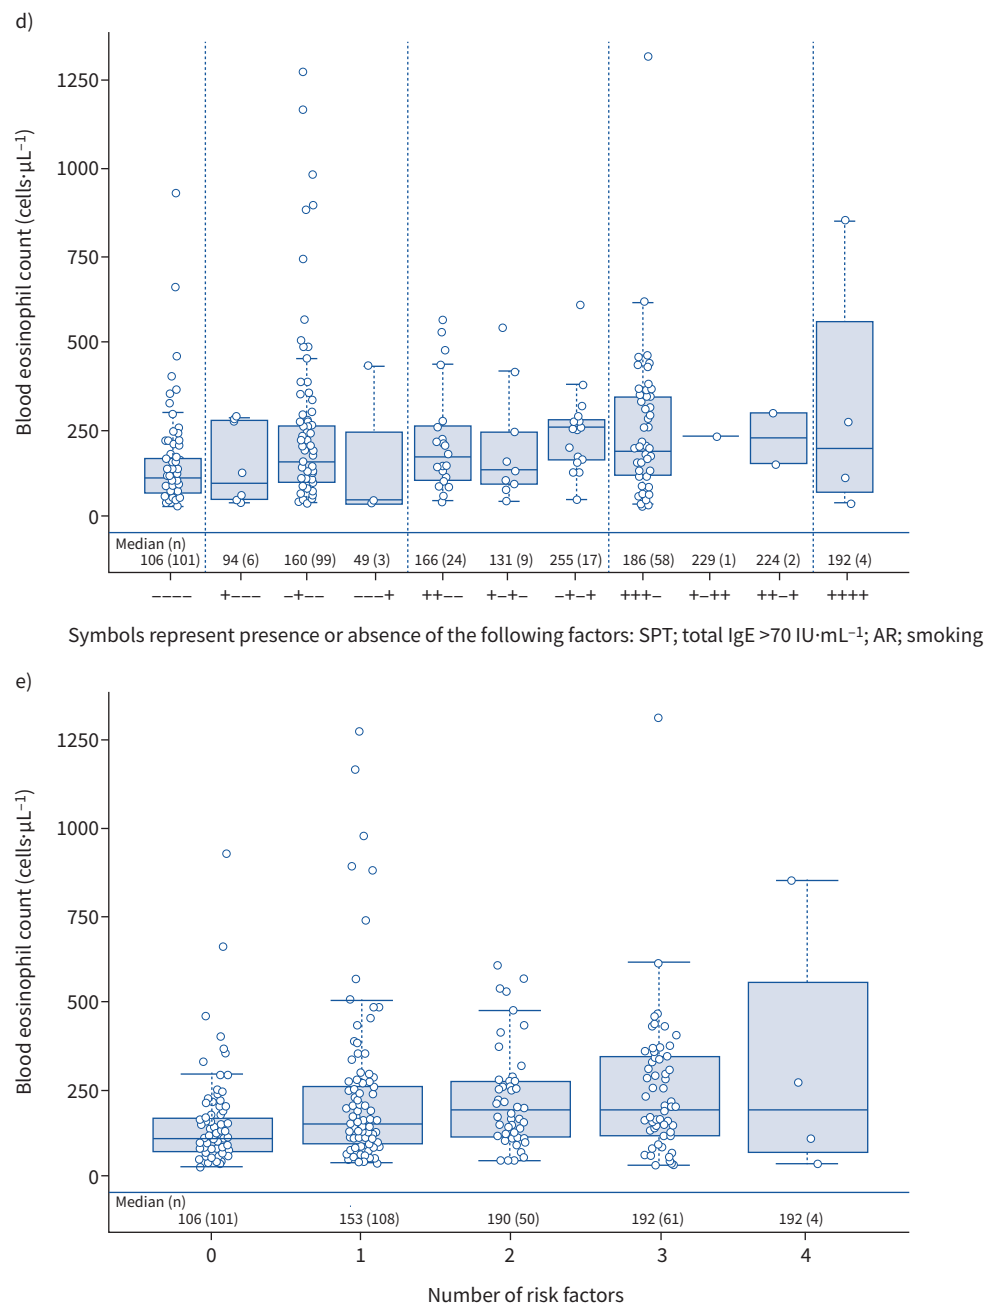 d)
Blood eosinophil count (cells·µL⁻¹)
1250
1000
750
500
250
0
Median (n)
106 (101) 94 (6) 160 (99) 49 (3) 166 (24) 131 (9) 255 (17) 186 (58) 229 (1) 224 (2) 192 (4)
−−−− +−−− −+−− −−−+ ++−− +−+− −+−+ +++− +−++ ++−+ ++++
Symbols represent presence or absence of the following factors: SPT; total IgE >70 IU·mL⁻¹; AR; smoking
e)
Blood eosinophil count (cells·µL⁻¹)
1250
1000
750
500
250
0
Median (n)
106 (101) 153 (108) 190 (50) 192 (61) 192 (4)
0 1 2 3 4
Number of risk factors